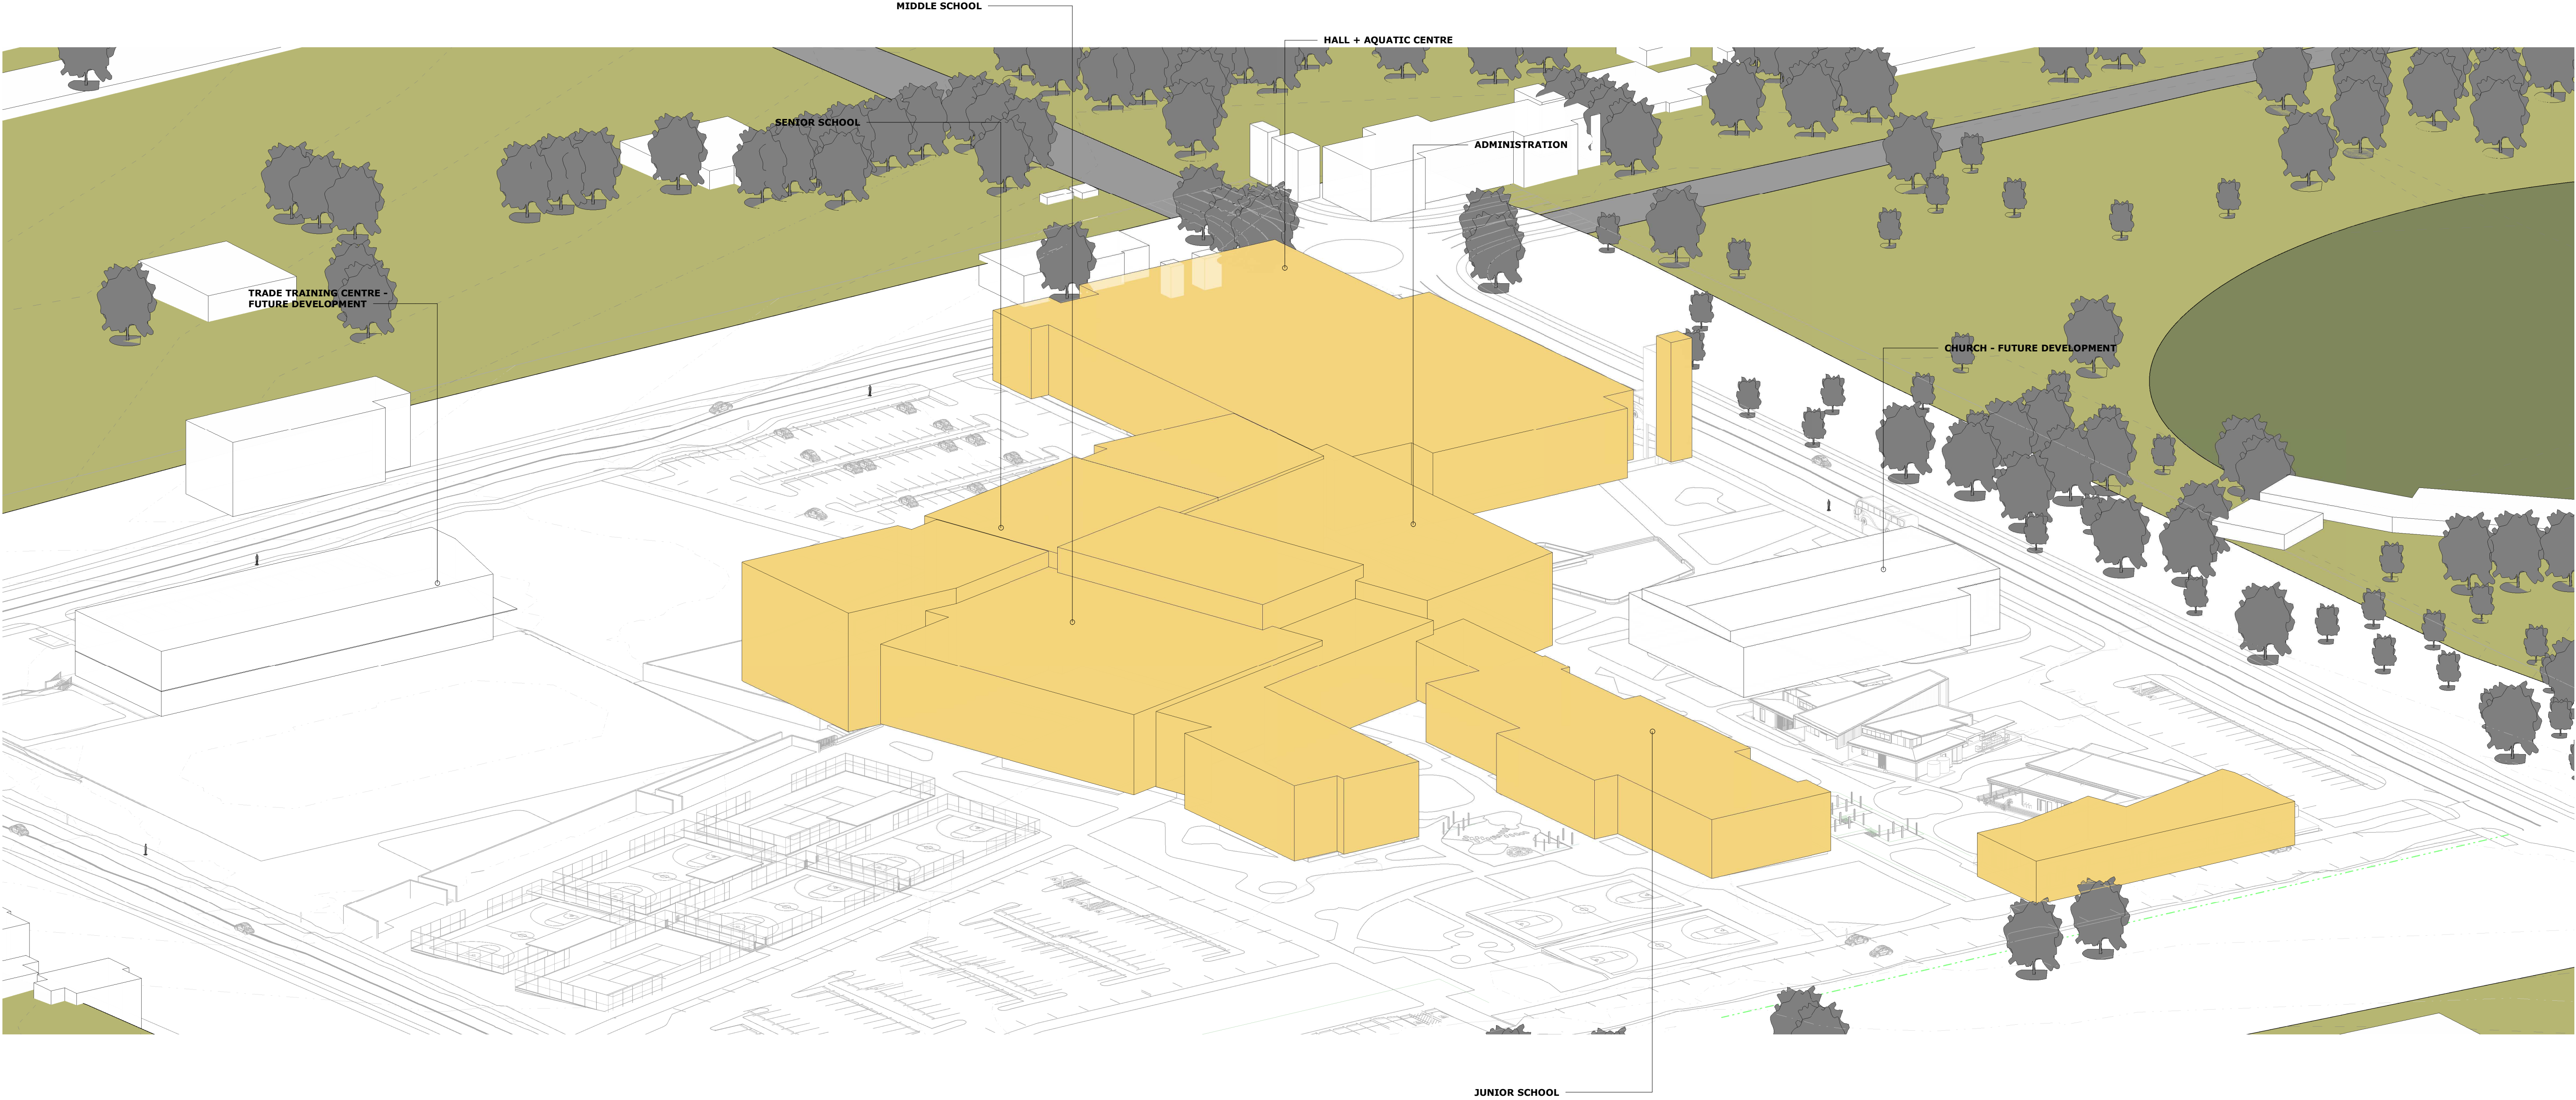 MIDDLE SCHOOL
HALL + AQUATIC CENTRE
SENIOR SCHOOL
ADMINISTRATION
TRADE TRAINING CENTRE -
FUTURE DEVELOPMENT
CHURCH - FUTURE DEVELOPMENT
JUNIOR SCHOOL